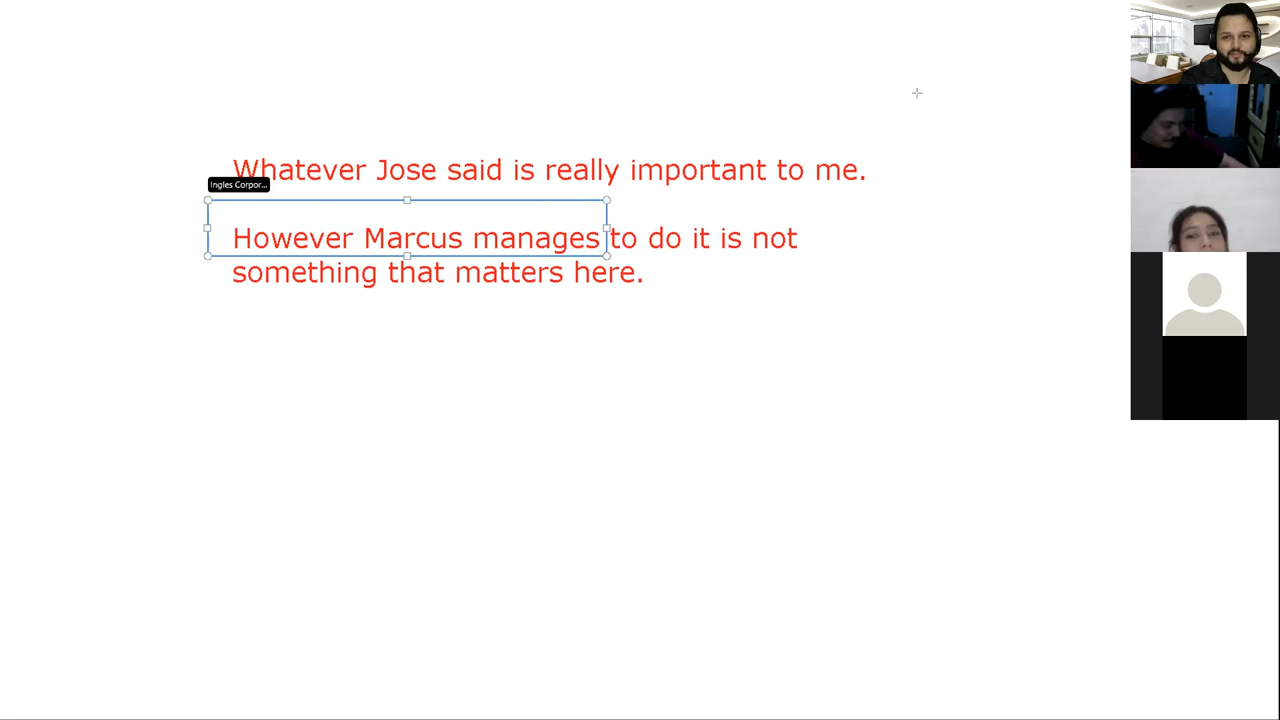 Whatever Jose said is really important to me.
Ingles Corpor...
However Marcus manages to do it is not
something that matters here.